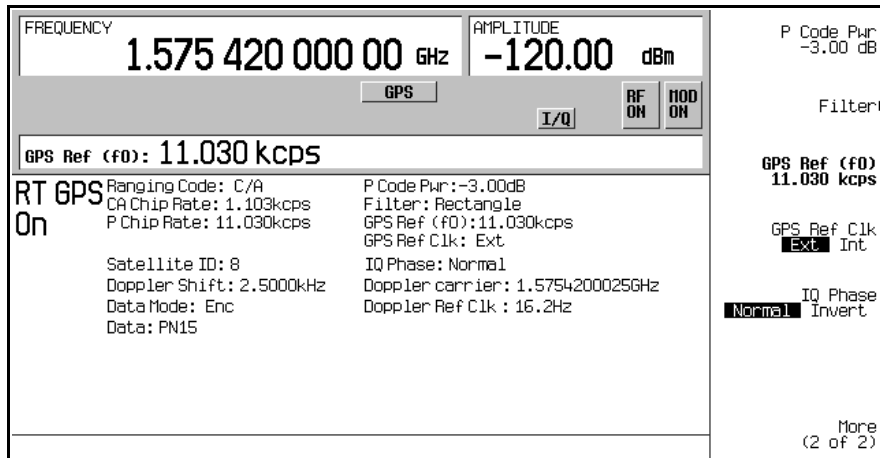 FREQUENCY
1.575 420 000 00 GHz
AMPLITUDE
-120.00 dBm
GPS
I/Q
RF ON
MOD ON
GPS Ref (f0): 11.030 kcps
RT GPS On
Ranging Code: C/A
CA Chip Rate: 1.103kcps
P Chip Rate: 11.030kcps
P Code Pwr:-3.00dB
Filter: Rectangle
GPS Ref (f0):11.030kcps
GPS Ref Clk: Ext
Satellite ID: 8
Doppler Shift: 2.5000kHz
Data Mode: Enc
Data: PN15
IQ Phase: Normal
Doppler carrier: 1.5754200025GHz
Doppler Ref Clk : 16.2Hz
P Code Pwr
-3.00 dB
Filter
GPS Ref (f0)
11.030 kcps
GPS Ref Clk
Ext Int
IQ Phase
Normal Invert
More
(2 of 2)